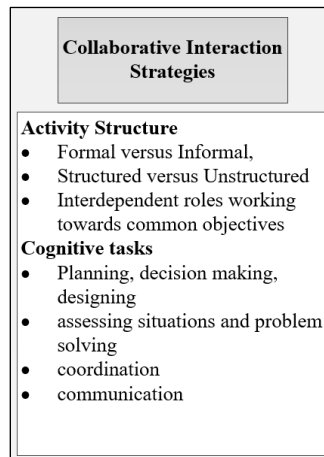 Collaborative Interaction
Strategies
Activity Structure
• Formal versus Informal,
• Structured versus Unstructured
• Interdependent roles working
towards common objectives
Cognitive tasks
• Planning, decision making,
designing
• assessing situations and problem
solving
• coordination
• communication